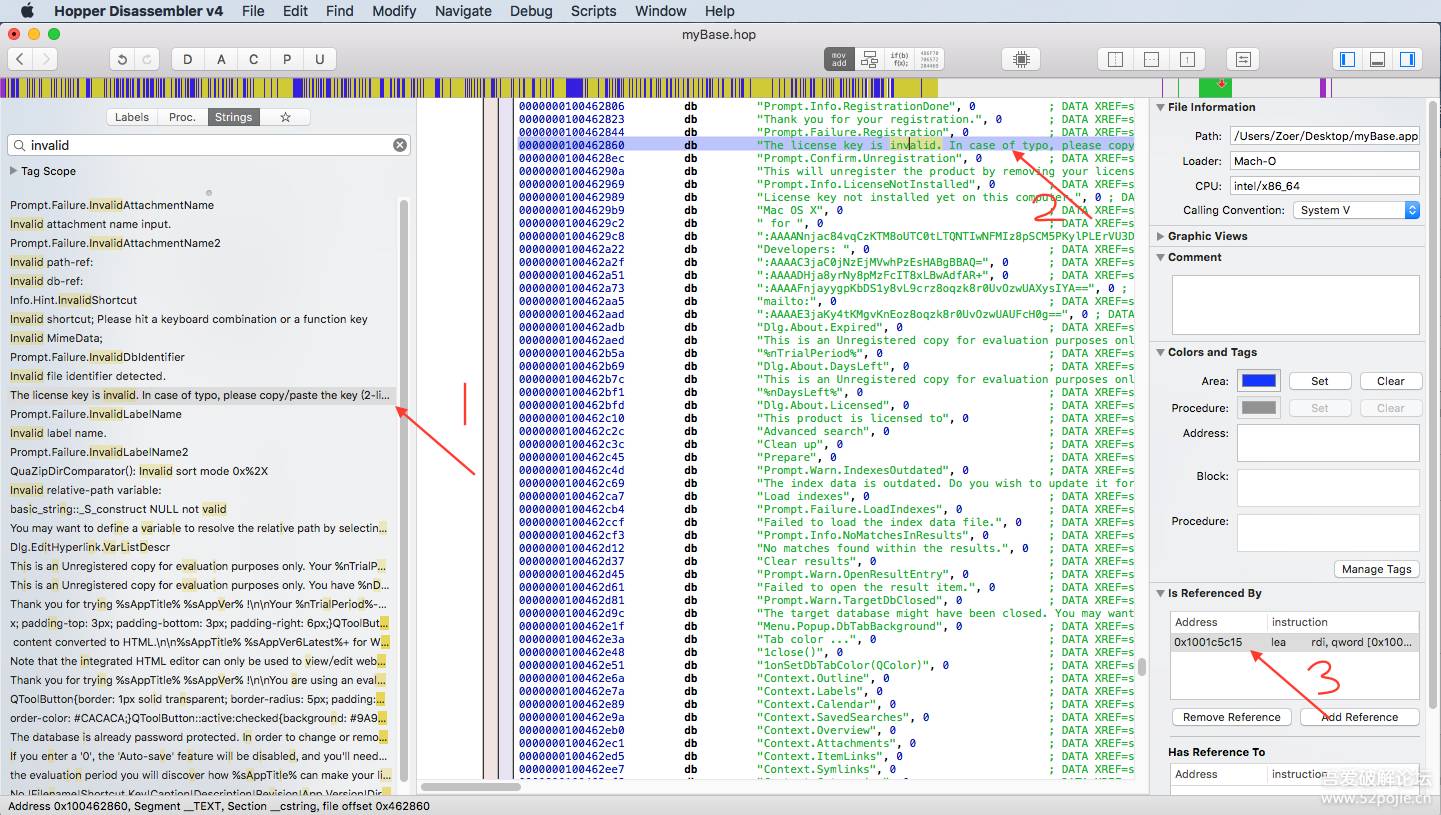 Hopper Disassembler v4 File Edit Find Modify Navigate Debug Scripts Window Help
myBase.hop
D A C P U
mov add
if(b) f(x);
Labels Proc. Strings
invalid
Tag Scope
Prompt.Failure.InvalidAttachmentName
Invalid attachment name input.
Prompt.Failure.InvalidAttachmentName2
Invalid path-ref:
Invalid db-ref:
Info.Hint.InvalidShortcut
Invalid shortcut; Please hit a keyboard combination or a function key
Invalid MimeData;
Prompt.Failure.InvalidDbIdentifier
Invalid file identifier detected.
The license key is invalid. In case of typo, please copy/paste the key (2-li...
Prompt.Failure.InvalidLabelName
Invalid label name.
Prompt.Failure.InvalidLabelName2
QuaZipDirComparator(): Invalid sort mode 0x%2X
Invalid relative-path variable:
basic_string::_S_construct NULL not valid
You may want to define a variable to resolve the relative path by selectin...
Dlg.EditHyperlink.VarListDescr
This is an Unregistered copy for evaluation purposes only. Your %nTrialP...
This is an Unregistered copy for evaluation purposes only. You have %nD...
Thank you for trying %sAppTitle% %sAppVer% !\n\nYour %nTrialPeriod%-...
x; padding-top: 3px; padding-bottom: 3px; padding-right: 6px;}QToolBut...
content converted to HTML.\n\n%sAppTitle% %sAppVer6Latest%+ for W...
Note that the integrated HTML editor can only be used to view/edit web...
Thank you for trying %sAppTitle% %sAppVer% !\n\nYou are using an eval...
QToolButton{border: 1px solid transparent; border-radius: 5px; padding:...
order-color: #CACACA;}QToolButton::active:checked{background: #9A9...
The database is already password protected. In order to change or remo...
If you enter a '0', the 'Auto-save' feature will be disabled, and you'll need...
the evaluation period you will discover how %sAppTitle% can make your li...
No.|Filename|Shortcut Key|Caption|Description|Revision|App Version|Dir...
0000000100462806 db "Prompt.Info.RegistrationDone", 0 ; DATA XREF=s
0000000100462823 db "Thank you for your registration.", 0 ; DATA XREF=s
0000000100462844 db "Prompt.Failure.Registration", 0 ; DATA XREF=s
0000000100462860 db "The license key is invalid. In case of typo, please copy
00000001004628ec db "Prompt.Confirm.Unregistration", 0 ; DATA XREF=s
000000010046290a db "This will unregister the product by removing your licens
0000000100462969 db "Prompt.Info.LicenseNotInstalled", 0 ; DATA XREF=s
0000000100462989 db "License key not installed yet on this computer.", 0 ; DA
00000001004629b9 db "Mac OS X", 0 ; DATA XREF=s
00000001004629c2 db " for ", 0 ; DATA XREF=s
00000001004629c8 db ":AAAANnjac84vqCzKTM8oUTC0tLTQNTIwNFMIz8pSCM5PKylPLErVU3D
0000000100462a22 db "Developers: ", 0 ; DATA XREF=s
0000000100462a2f db ":AAAAC3jaC0jNzEjMVwhPzEsHABgBBAQ=", 0 ; DATA XREF=s
0000000100462a51 db ":AAAADHja8yrNy8pMzFcIT8xLBwAdfAR+", 0 ; DATA XREF=s
0000000100462a73 db ":AAAAFnjayygpKbDS1y8vL9crz8oqzk8r0UvOzwUAXysIYA==", 0 ;
0000000100462aa5 db "mailto:", 0 ; DATA XREF=s
0000000100462aad db ":AAAAE3jaKy4tKMgvKnEoz8oqzk8r0UvOzwUAUFcH0g==", 0 ; DATA
0000000100462adb db "Dlg.About.Expired", 0 ; DATA XREF=s
0000000100462aed db "This is an Unregistered copy for evaluation purposes onl
0000000100462b5a db "%nTrialPeriod%", 0 ; DATA XREF=s
0000000100462b69 db "Dlg.About.DaysLeft", 0 ; DATA XREF=s
0000000100462b7c db "This is an Unregistered copy for evaluation purposes onl
0000000100462bf1 db "%nDaysLeft%", 0 ; DATA XREF=s
0000000100462bfd db "Dlg.About.Licensed", 0 ; DATA XREF=s
0000000100462c10 db "This product is licensed to", 0 ; DATA XREF=s
0000000100462c2c db "Advanced search", 0 ; DATA XREF=s
0000000100462c3c db "Clean up", 0 ; DATA XREF=s
0000000100462c45 db "Prepare", 0 ; DATA XREF=s
0000000100462c4d db "Prompt.Warn.IndexesOutdated", 0 ; DATA XREF=s
0000000100462c69 db "The index data is outdated. Do you wish to update it for
0000000100462ca7 db "Load indexes", 0 ; DATA XREF=s
0000000100462cb4 db "Prompt.Failure.LoadIndexes", 0 ; DATA XREF=s
0000000100462ccf db "Failed to load the index data file.", 0 ; DATA XREF=s
0000000100462cf3 db "Prompt.Info.NoMatchesInResults", 0 ; DATA XREF=s
0000000100462d12 db "No matches found within the results.", 0 ; DATA XREF=s
0000000100462d37 db "Clear results", 0 ; DATA XREF=s
0000000100462d45 db "Prompt.Warn.OpenResultEntry", 0 ; DATA XREF=s
0000000100462d61 db "Failed to open the result item.", 0 ; DATA XREF=s
0000000100462d81 db "Prompt.Warn.TargetDbClosed", 0 ; DATA XREF=s
0000000100462d9c db "The target database might have been closed. You may want
0000000100462e1f db "Menu.Popup.DbTabBackground", 0 ; DATA XREF=s
0000000100462e3a db "Tab color ...", 0 ; DATA XREF=s
0000000100462e48 db "1close()", 0 ; DATA XREF=s
0000000100462e51 db "1onSetDbTabColor(QColor)", 0 ; DATA XREF=s
0000000100462e6a db "Context.Outline", 0 ; DATA XREF=s
0000000100462e7a db "Context.Labels", 0 ; DATA XREF=s
0000000100462e89 db "Context.Calendar", 0 ; DATA XREF=s
0000000100462e9a db "Context.SavedSearches", 0 ; DATA XREF=s
0000000100462eb0 db "Context.Overview", 0 ; DATA XREF=s
0000000100462ec1 db "Context.Attachments", 0 ; DATA XREF=s
0000000100462ed5 db "Context.ItemLinks", 0 ; DATA XREF=s
0000000100462ee7 db "Context.Symlinks", 0 ; DATA XREF=s
1
2
3
File Information
Path: /Users/Zoer/Desktop/myBase.app
Loader: Mach-O
CPU: intel/x86_64
Calling Convention: System V
Graphic Views
Comment
Colors and Tags
Area: Set Clear
Procedure: Set Clear
Address:
Block:
Procedure:
Manage Tags
Is Referenced By
Address instruction
0x1001c5c15 lea rdi, qword [0x100...
Remove Reference Add Reference
Has Reference To
Address instruction
吾爱破解论坛
www.52pojie.cn
Address 0x100462860, Segment __TEXT, Section __cstring, file offset 0x462860